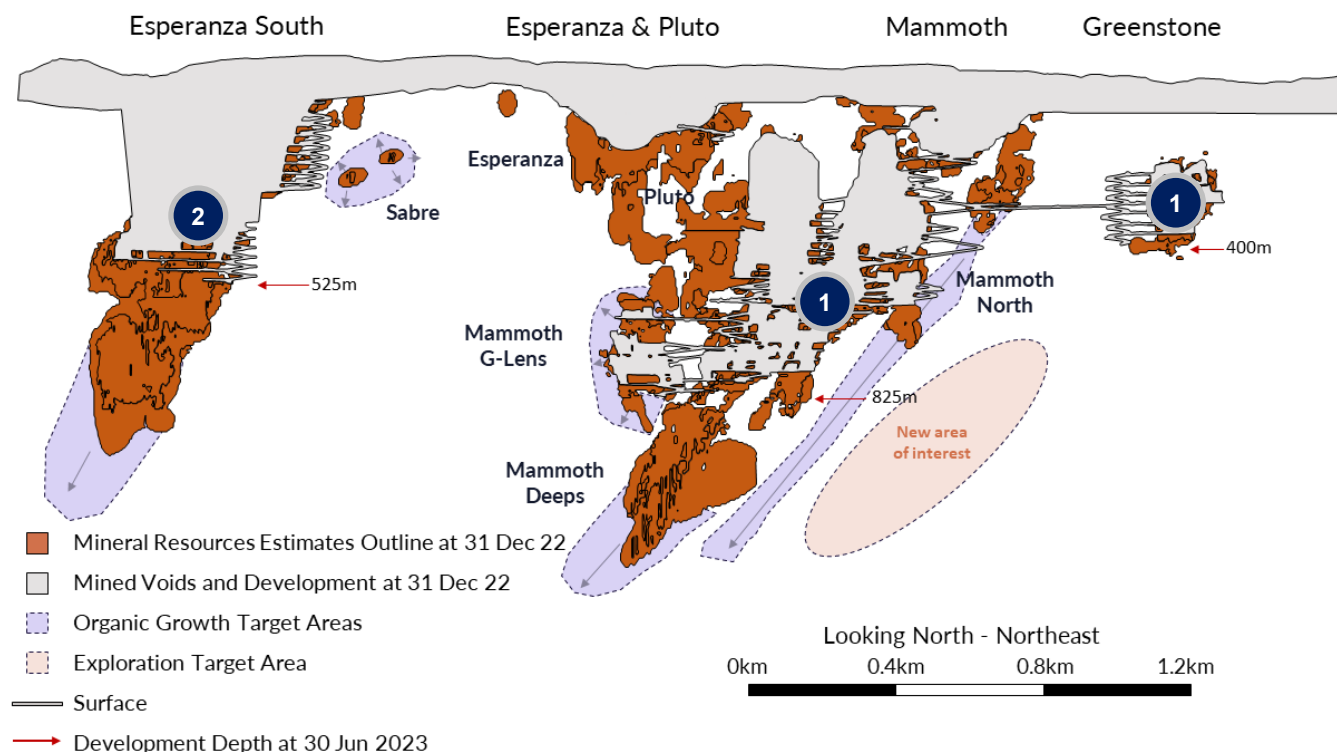 Esperanza South
Esperanza & Pluto
Mammoth
Greenstone
Esperanza
Pluto
Sabre
2
1
1
400m
525m
Mammoth
North
Mammoth
G-Lens
825m
New area
of interest
Mammoth
Deeps
Mineral Resources Estimates Outline at 31 Dec 22
Mined Voids and Development at 31 Dec 22
Organic Growth Target Areas
Exploration Target Area
Surface
Development Depth at 30 Jun 2023
Looking North - Northeast
0km 0.4km 0.8km 1.2km